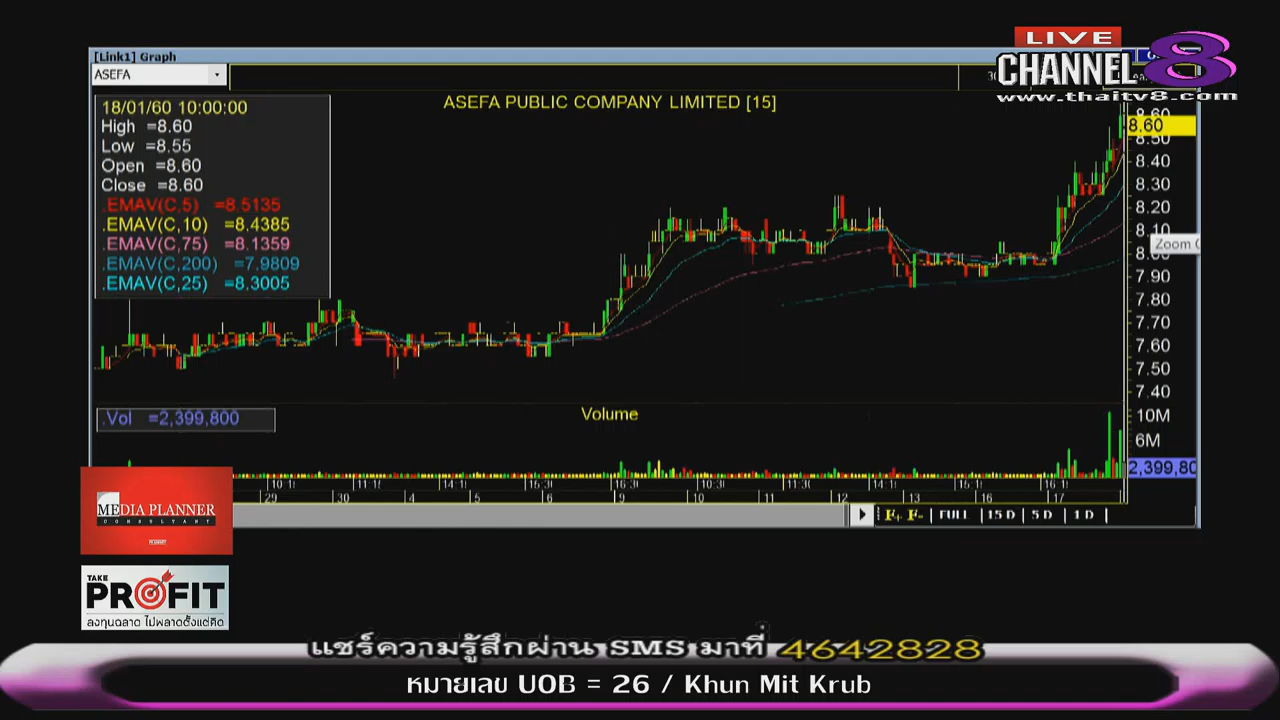 [Link1] Graph
ASEFA
LIVE
CHANNEL 8
www.thaitv8.com
ASEFA PUBLIC COMPANY LIMITED [15]
18/01/60 10:00:00
High =8.60
Low =8.55
Open =8.60
Close =8.60
.EMAV(C,5) =8.5135
.EMAV(C,10) =8.4385
.EMAV(C,75) =8.1359
.EMAV(C,200) =7.9809
.EMAV(C,25) =8.3005
8.60
8.60
8.50
8.40
8.30
8.20
8.10
8.00
Zoom
7.90
7.80
7.70
7.60
7.50
7.40
.Vol =2,399,800
Volume
10M
6M
2,399,80
29 30 4 5 6 9 10 11 12 13 16 17
F+ F- FULL 15 D 5 D 1 D
MEDIA PLANNER
CONSULTANT
TAKE
PROFIT
ลงทุนฉลาด ไม่พลาดตั้งแต่คิด
แชร์ความรู้สึกผ่าน SMS มาที่ 4642828
หมายเลข UOB = 26 / Khun Mit Krub